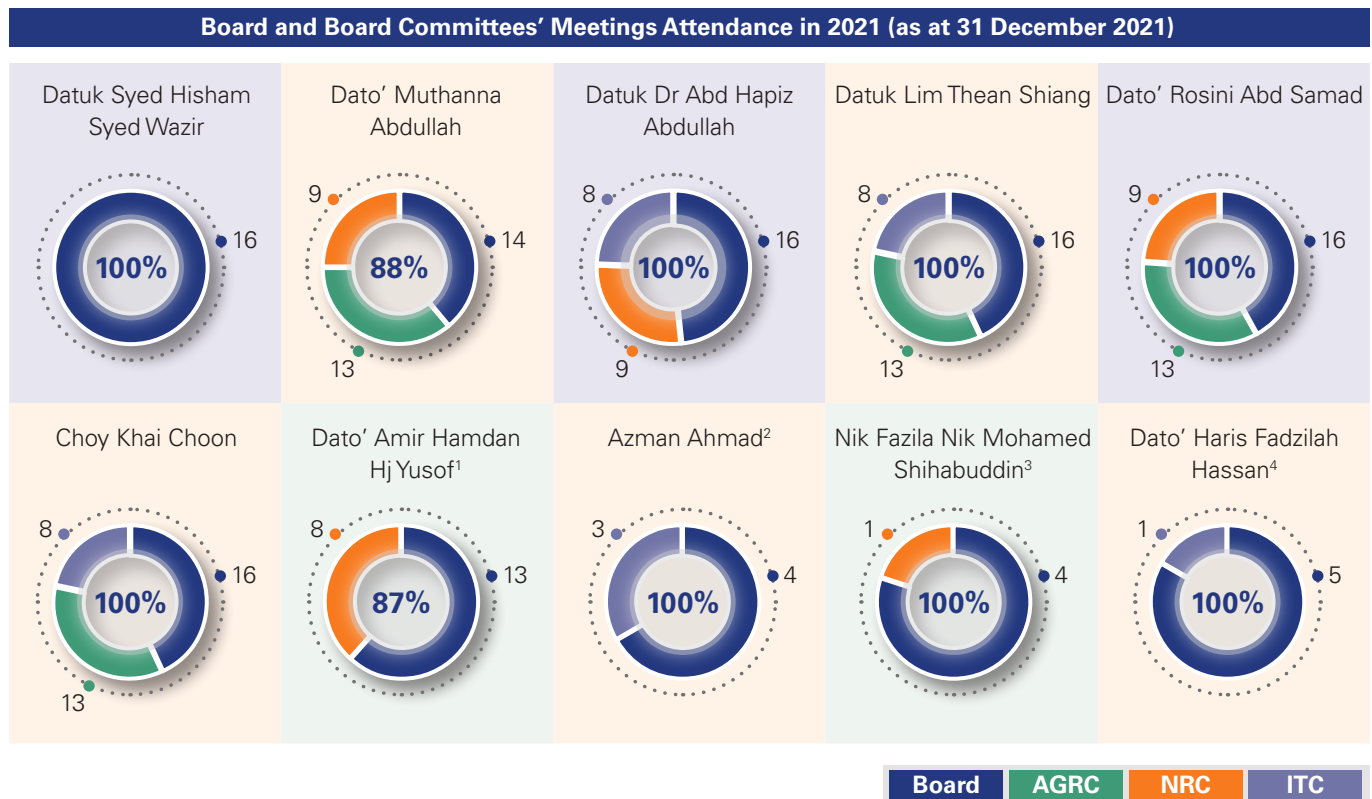 Board and Board Committees’ Meetings Attendance in 2021 (as at 31 December 2021)
Datuk Syed Hisham
Syed Wazir
100%
16
Dato’ Muthanna
Abdullah
9
88%
14
13
Datuk Dr Abd Hapiz
Abdullah
8
100%
16
9
Datuk Lim Thean Shiang
8
100%
16
13
Dato’ Rosini Abd Samad
9
100%
16
13
Choy Khai Choon
8
100%
16
13
Dato’ Amir Hamdan
Hj Yusof¹
8
87%
13
Azman Ahmad²
3
100%
4
Nik Fazila Nik Mohamed
Shihabuddin³
1
100%
4
Dato’ Haris Fadzilah
Hassan⁴
1
100%
5
Board AGRC NRC ITC